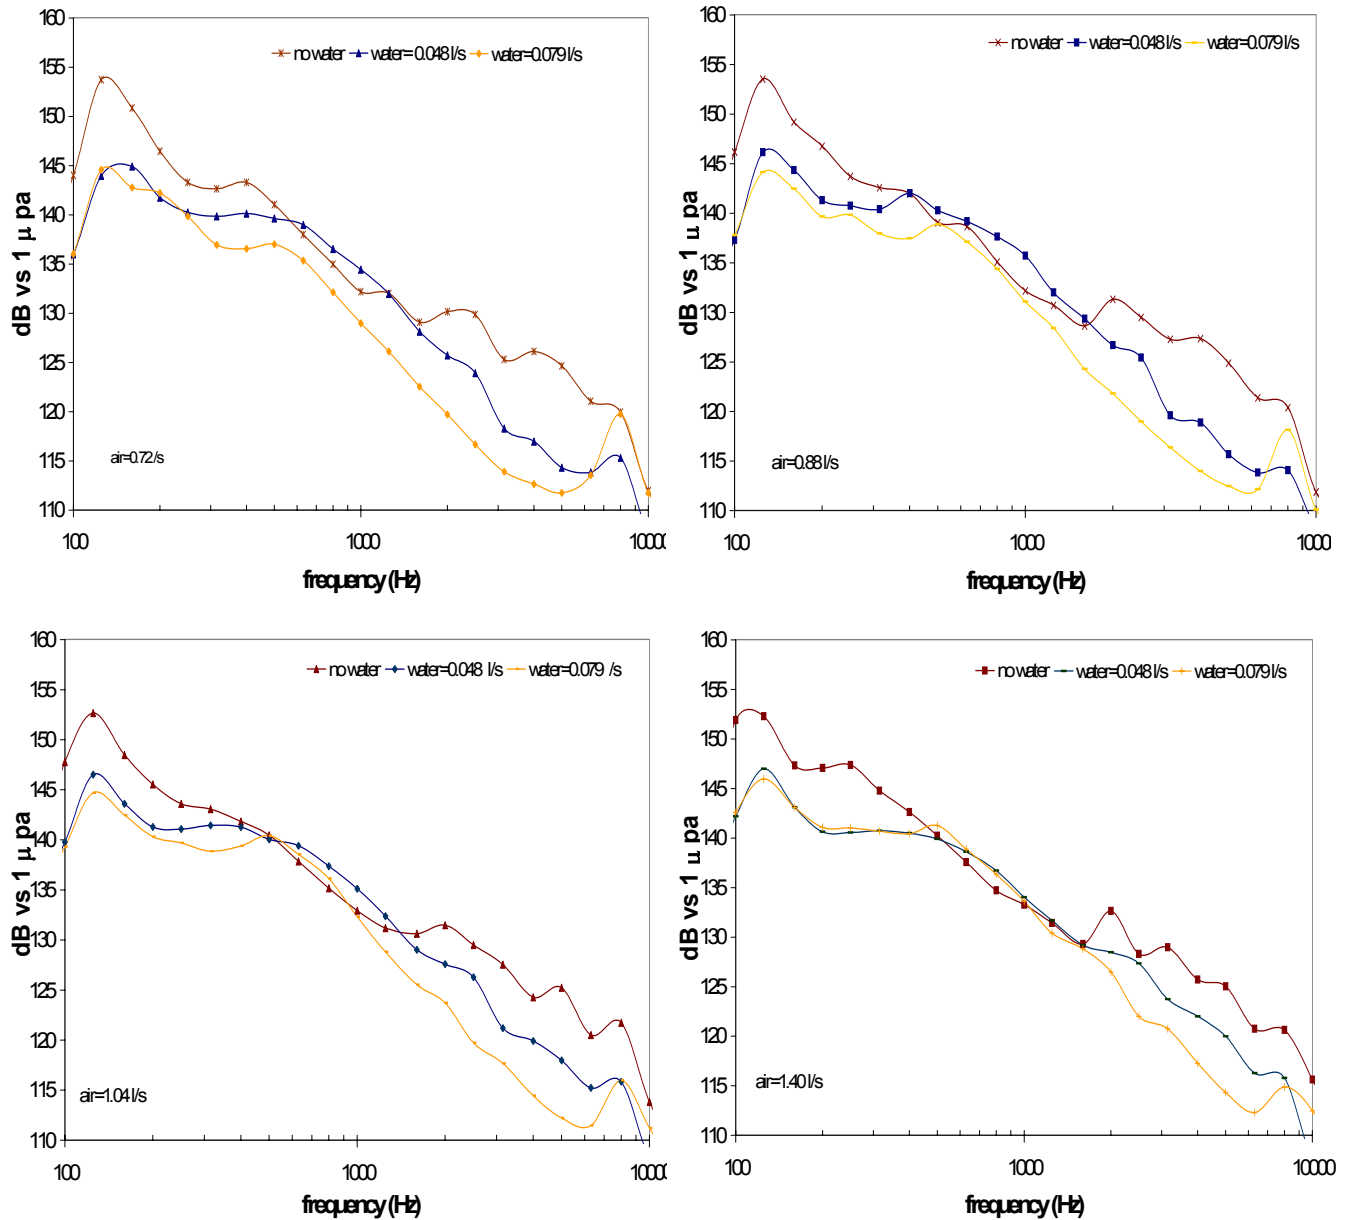 160
155
150
145
140
135
130
125
120
115
110
dB vs 1 μ pa
no water water=0.048 l/s water=0.079 l/s
air=0.72 /s
100 1000 10000
frequency (Hz)
160
155
150
145
140
135
130
125
120
115
110
dB vs 1 μ pa
no water water=0.048 l/s water=0.079 l/s
air=0.88 l/s
100 1000 1000
frequency (Hz)
160
155
150
145
140
135
130
125
120
115
110
dB vs 1 μ pa
no water water=0.048 l/s water=0.079 /s
air=1.04 l/s
100 1000 10000
frequency (Hz)
160
155
150
145
140
135
130
125
120
115
110
dB vs 1 μ pa
no water water=0.048 l/s water=0.079 l/s
air=1.40 l/s
100 1000 10000
frequency (Hz)